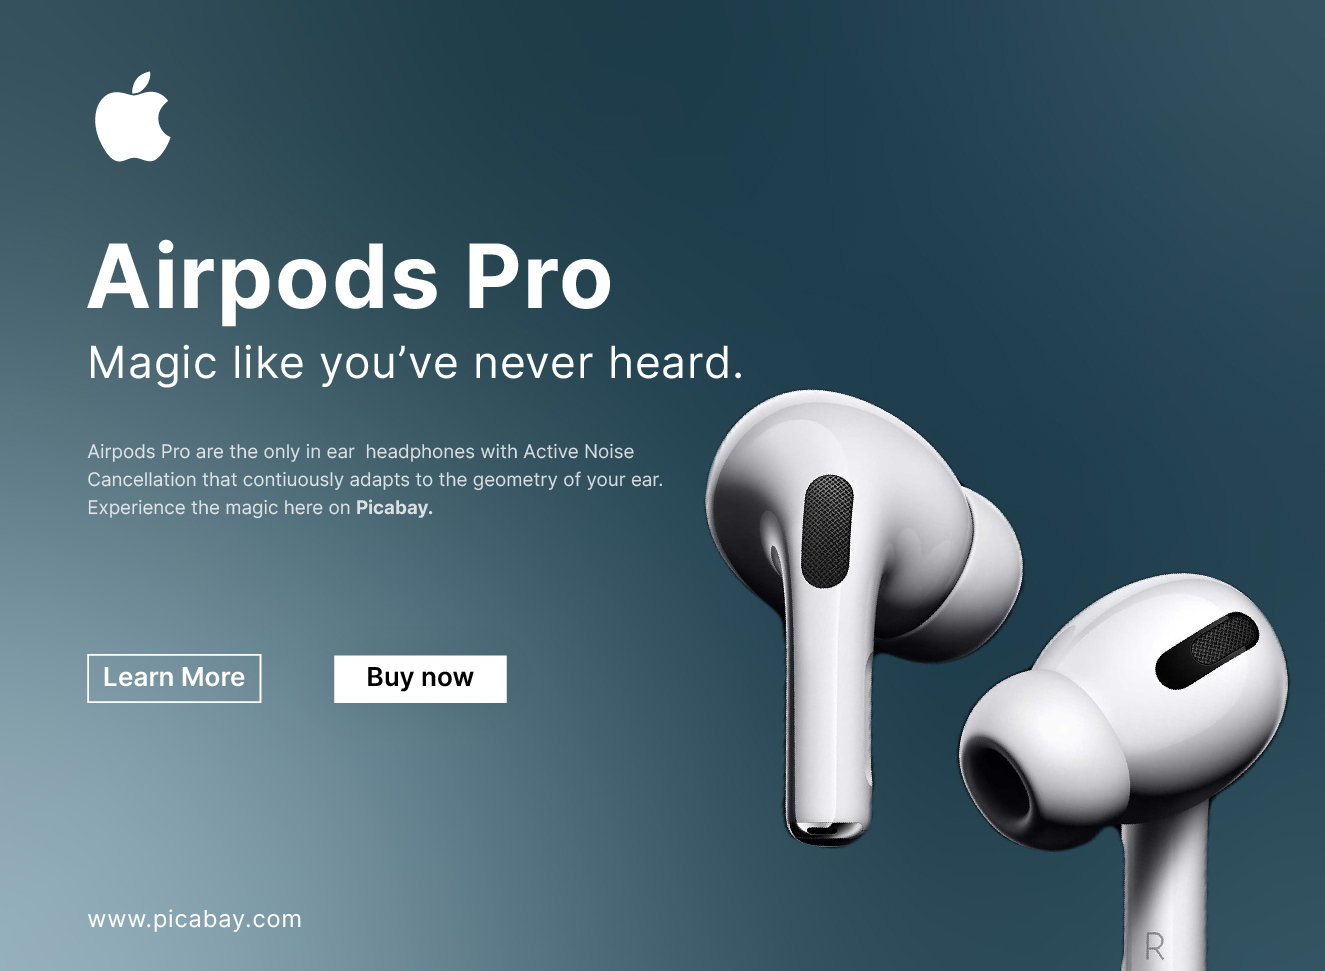 Airpods Pro
Magic like you’ve never heard.
Airpods Pro are the only in ear  headphones with Active Noise
Cancellation that contiuously adapts to the geometry of your ear.
Experience the magic here on Picabay.
Learn More
Buy now
www.picabay.com
R